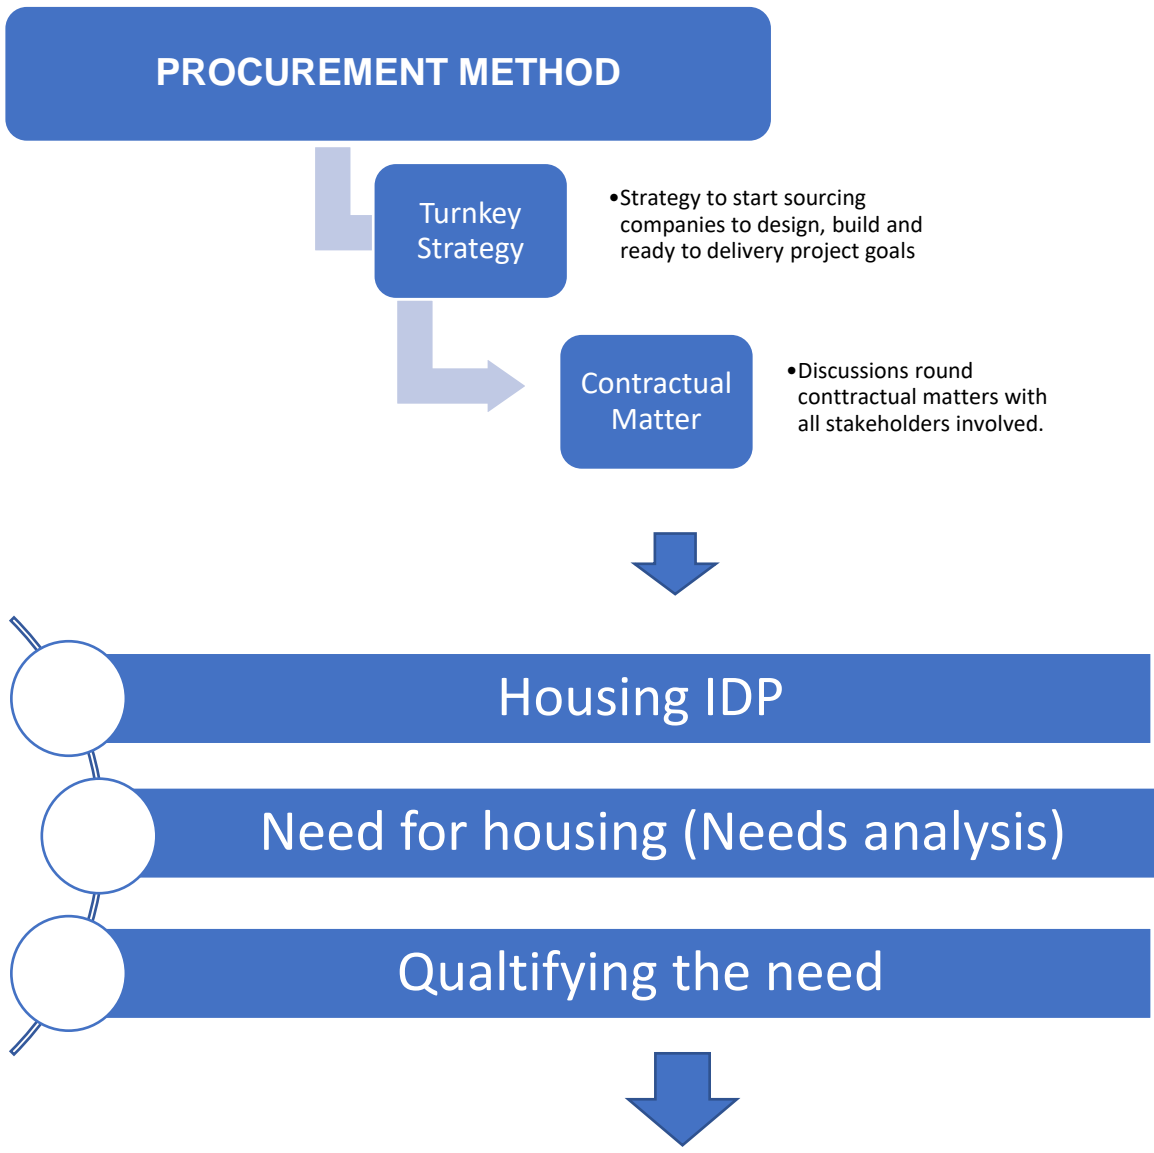 PROCUREMENT METHOD
Turnkey
Strategy
•Strategy to start sourcing
companies to design, build and
ready to delivery project goals
Contractual
Matter
•Discussions round
conttractual matters with
all stakeholders involved.
Housing IDP
Need for housing (Needs analysis)
Qualtifying the need